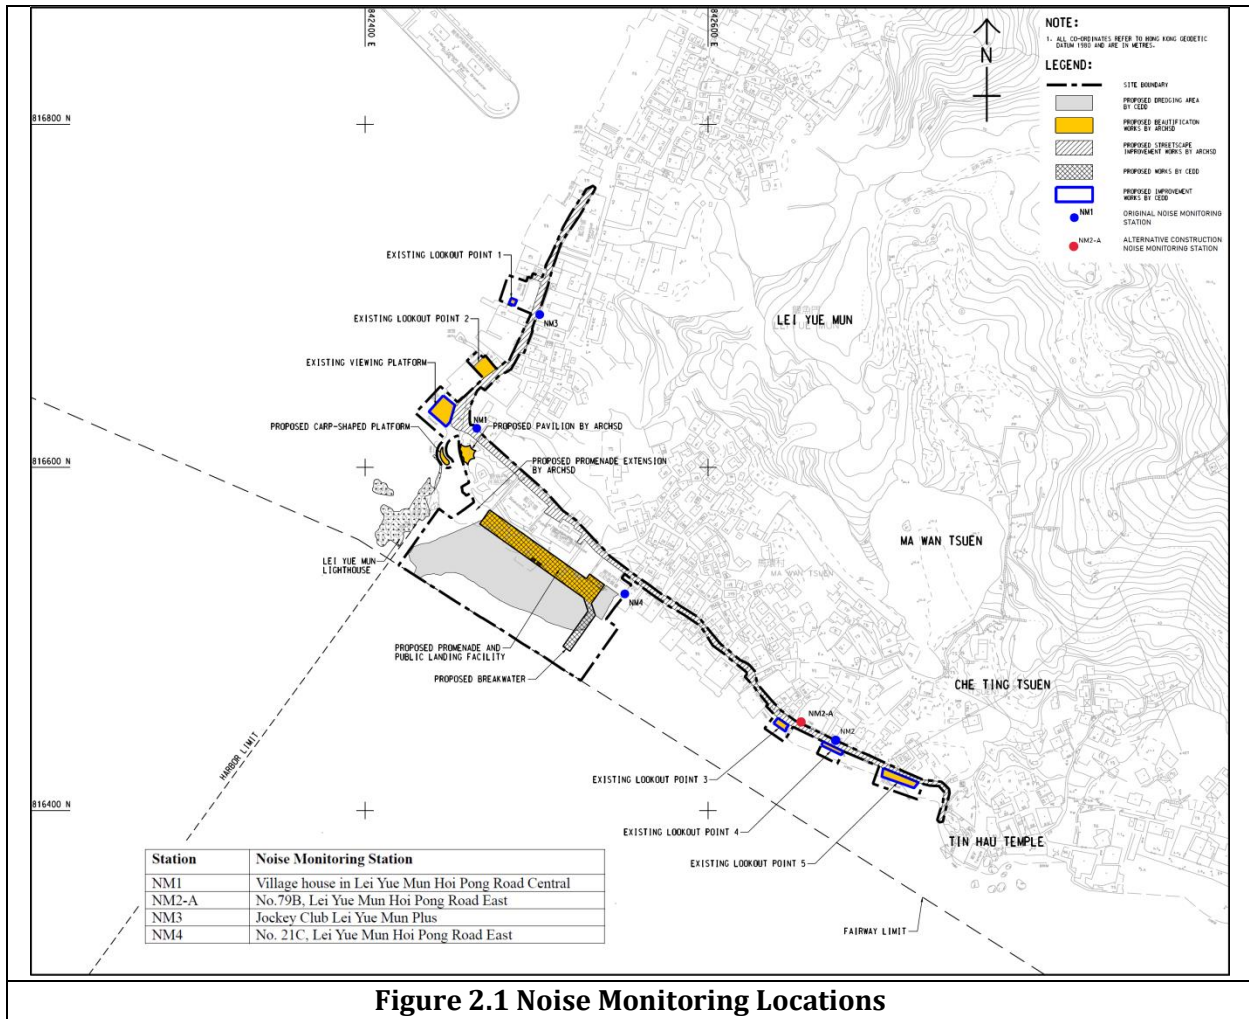 842400 E
842600 E
816800 N
816600 N
816400 N
N
NOTE:
1. ALL CO-ORDINATES REFER TO HONG KONG GEODETIC
DATUM 1980 AND ARE IN METRES.
LEGEND:
SITE BOUNDARY
PROPOSED DREDGING AREA
BY CEDD
PROPOSED BEAUTIFICATON
WORKS BY ARCHSD
PROPOSED STREETSCAPE
IMPROVEMENT WORKS BY ARCHSD
PROPOSED WORKS BY CEDD
PROPOSED IMPROVEMENT
WORKS BY CEDD
NM1
ORIGINAL NOISE MONITORING
STATION
NM2-A
ALTERNATIVE CONSTRUCTION
NOISE MONITORING STATION
EXISTING LOOKOUT POINT 1
EXISTING LOOKOUT POINT 2
NM3
LEI YUE MUN
LEI YUE MUN
EXISTING VIEWING PLATFORM
PROPOSED CARP-SHAPED PLATFORM
NM1
PROPOSED PAVILION BY ARCHSD
PROPOSED PROMENADE EXTENSION
BY ARCHSD
MA WAN TSUEN
MA WAN TSUEN
LEI YUE MUN
LIGHTHOUSE
NM4
PROPOSED PROMENADE AND
PUBLIC LANDING FACILITY
PROPOSED BREAKWATER
CHE TING TSUEN
NM2-A
NM2
HARBOR LIMIT
EXISTING LOOKOUT POINT 3
EXISTING LOOKOUT POINT 4
TIN HAU TEMPLE
EXISTING LOOKOUT POINT 5
FAIRWAY LIMIT
Station Noise Monitoring Station
NM1 Village house in Lei Yue Mun Hoi Pong Road Central
NM2-A No.79B, Lei Yue Mun Hoi Pong Road East
NM3 Jockey Club Lei Yue Mun Plus
NM4 No. 21C, Lei Yue Mun Hoi Pong Road East
Figure 2.1 Noise Monitoring Locations